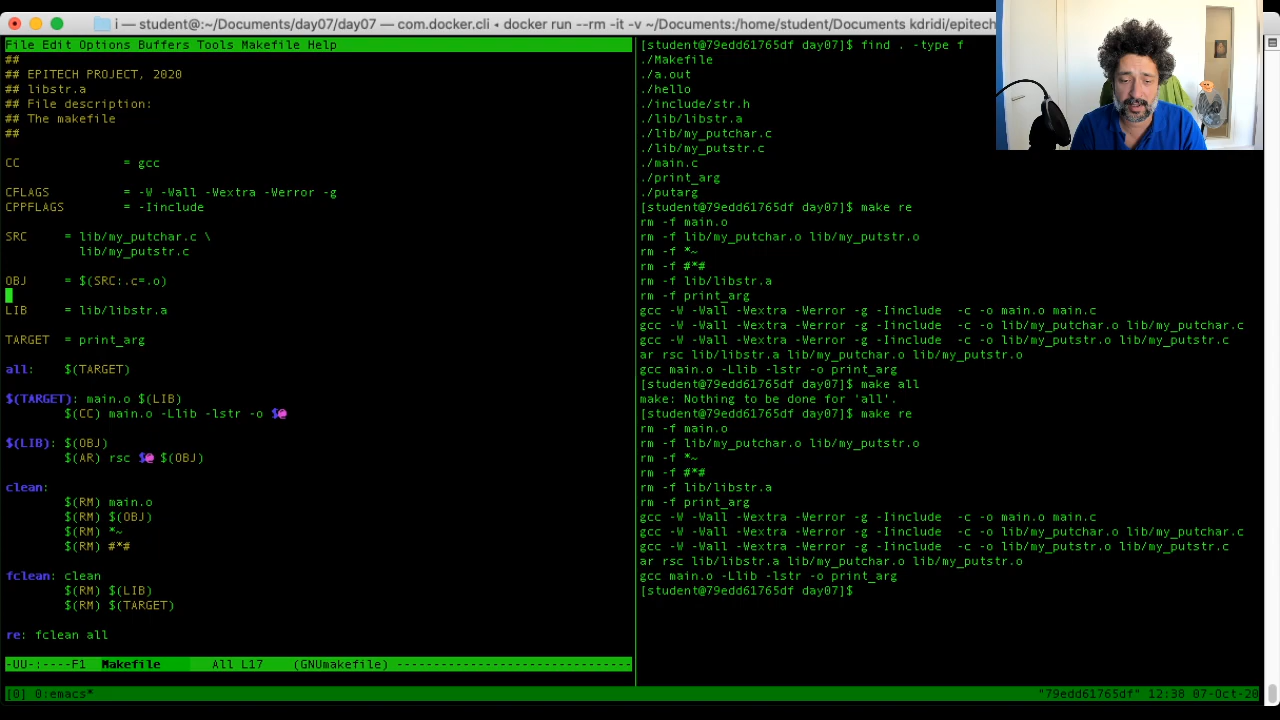 i — student@:~/Documents/day07/day07 — com.docker.cli ◂ docker run --rm -it -v ~/Documents:/home/student/Documents kdridi/epitech
File Edit Options Buffers Tools Makefile Help
##
## EPITECH PROJECT, 2020
## libstr.a
## File description:
## The makefile
##
CC = gcc
CFLAGS = -W -Wall -Wextra -Werror -g
CPPFLAGS = -Iinclude
SRC = lib/my_putchar.c \
lib/my_putstr.c
OBJ = $(SRC:.c=.o)
LIB = lib/libstr.a
TARGET = print_arg
all: $(TARGET)
$(TARGET): main.o $(LIB)
$(CC) main.o -Llib -lstr -o $@
$(LIB): $(OBJ)
$(AR) rsc $@ $(OBJ)
clean:
$(RM) main.o
$(RM) $(OBJ)
$(RM) *~
$(RM) #*#
fclean: clean
$(RM) $(LIB)
$(RM) $(TARGET)
re: fclean all
-UU-:----F1 Makefile All L17 (GNUmakefile) --------------------------------
[student@79edd61765df day07]$ find . -type f
./Makefile
./a.out
./hello
./include/str.h
./lib/libstr.a
./lib/my_putchar.c
./lib/my_putstr.c
./main.c
./print_arg
./putarg
[student@79edd61765df day07]$ make re
rm -f main.o
rm -f lib/my_putchar.o lib/my_putstr.o
rm -f *~
rm -f #*#
rm -f lib/libstr.a
rm -f print_arg
gcc -W -Wall -Wextra -Werror -g -Iinclude -c -o main.o main.c
gcc -W -Wall -Wextra -Werror -g -Iinclude -c -o lib/my_putchar.o lib/my_putchar.c
gcc -W -Wall -Wextra -Werror -g -Iinclude -c -o lib/my_putstr.o lib/my_putstr.c
ar rsc lib/libstr.a lib/my_putchar.o lib/my_putstr.o
gcc main.o -Llib -lstr -o print_arg
[student@79edd61765df day07]$ make all
make: Nothing to be done for 'all'.
[student@79edd61765df day07]$ make re
rm -f main.o
rm -f lib/my_putchar.o lib/my_putstr.o
rm -f *~
rm -f #*#
rm -f lib/libstr.a
rm -f print_arg
gcc -W -Wall -Wextra -Werror -g -Iinclude -c -o main.o main.c
gcc -W -Wall -Wextra -Werror -g -Iinclude -c -o lib/my_putchar.o lib/my_putchar.c
gcc -W -Wall -Wextra -Werror -g -Iinclude -c -o lib/my_putstr.o lib/my_putstr.c
ar rsc lib/libstr.a lib/my_putchar.o lib/my_putstr.o
gcc main.o -Llib -lstr -o print_arg
[student@79edd61765df day07]$
[0] 0:emacs* "79edd61765df" 12:38 07-Oct-20